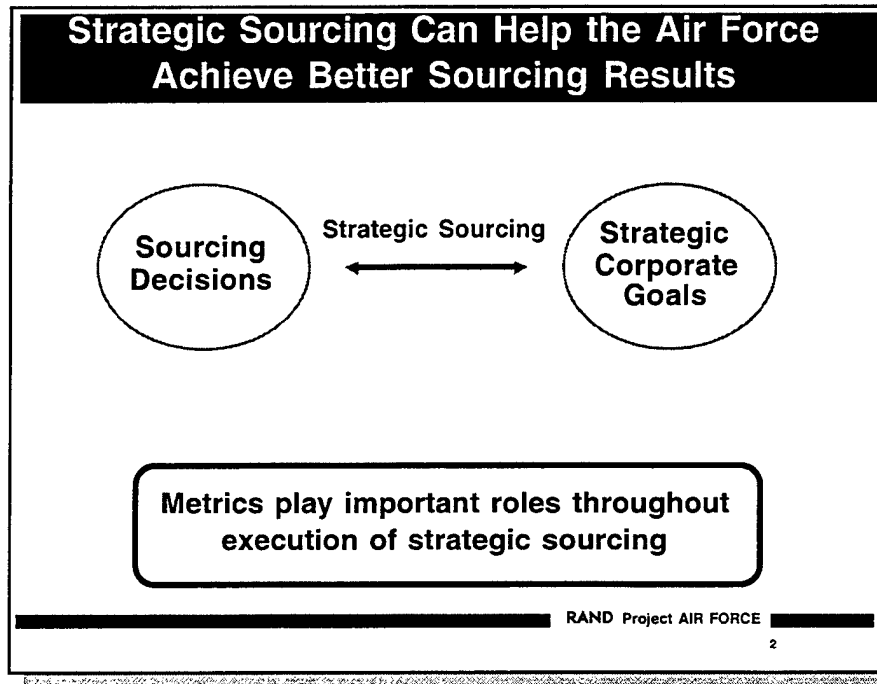 Strategic Sourcing Can Help the Air Force
Achieve Better Sourcing Results
Sourcing
Decisions
Strategic Sourcing
Strategic
Corporate
Goals
Metrics play important roles throughout
execution of strategic sourcing
RAND Project AIR FORCE
2